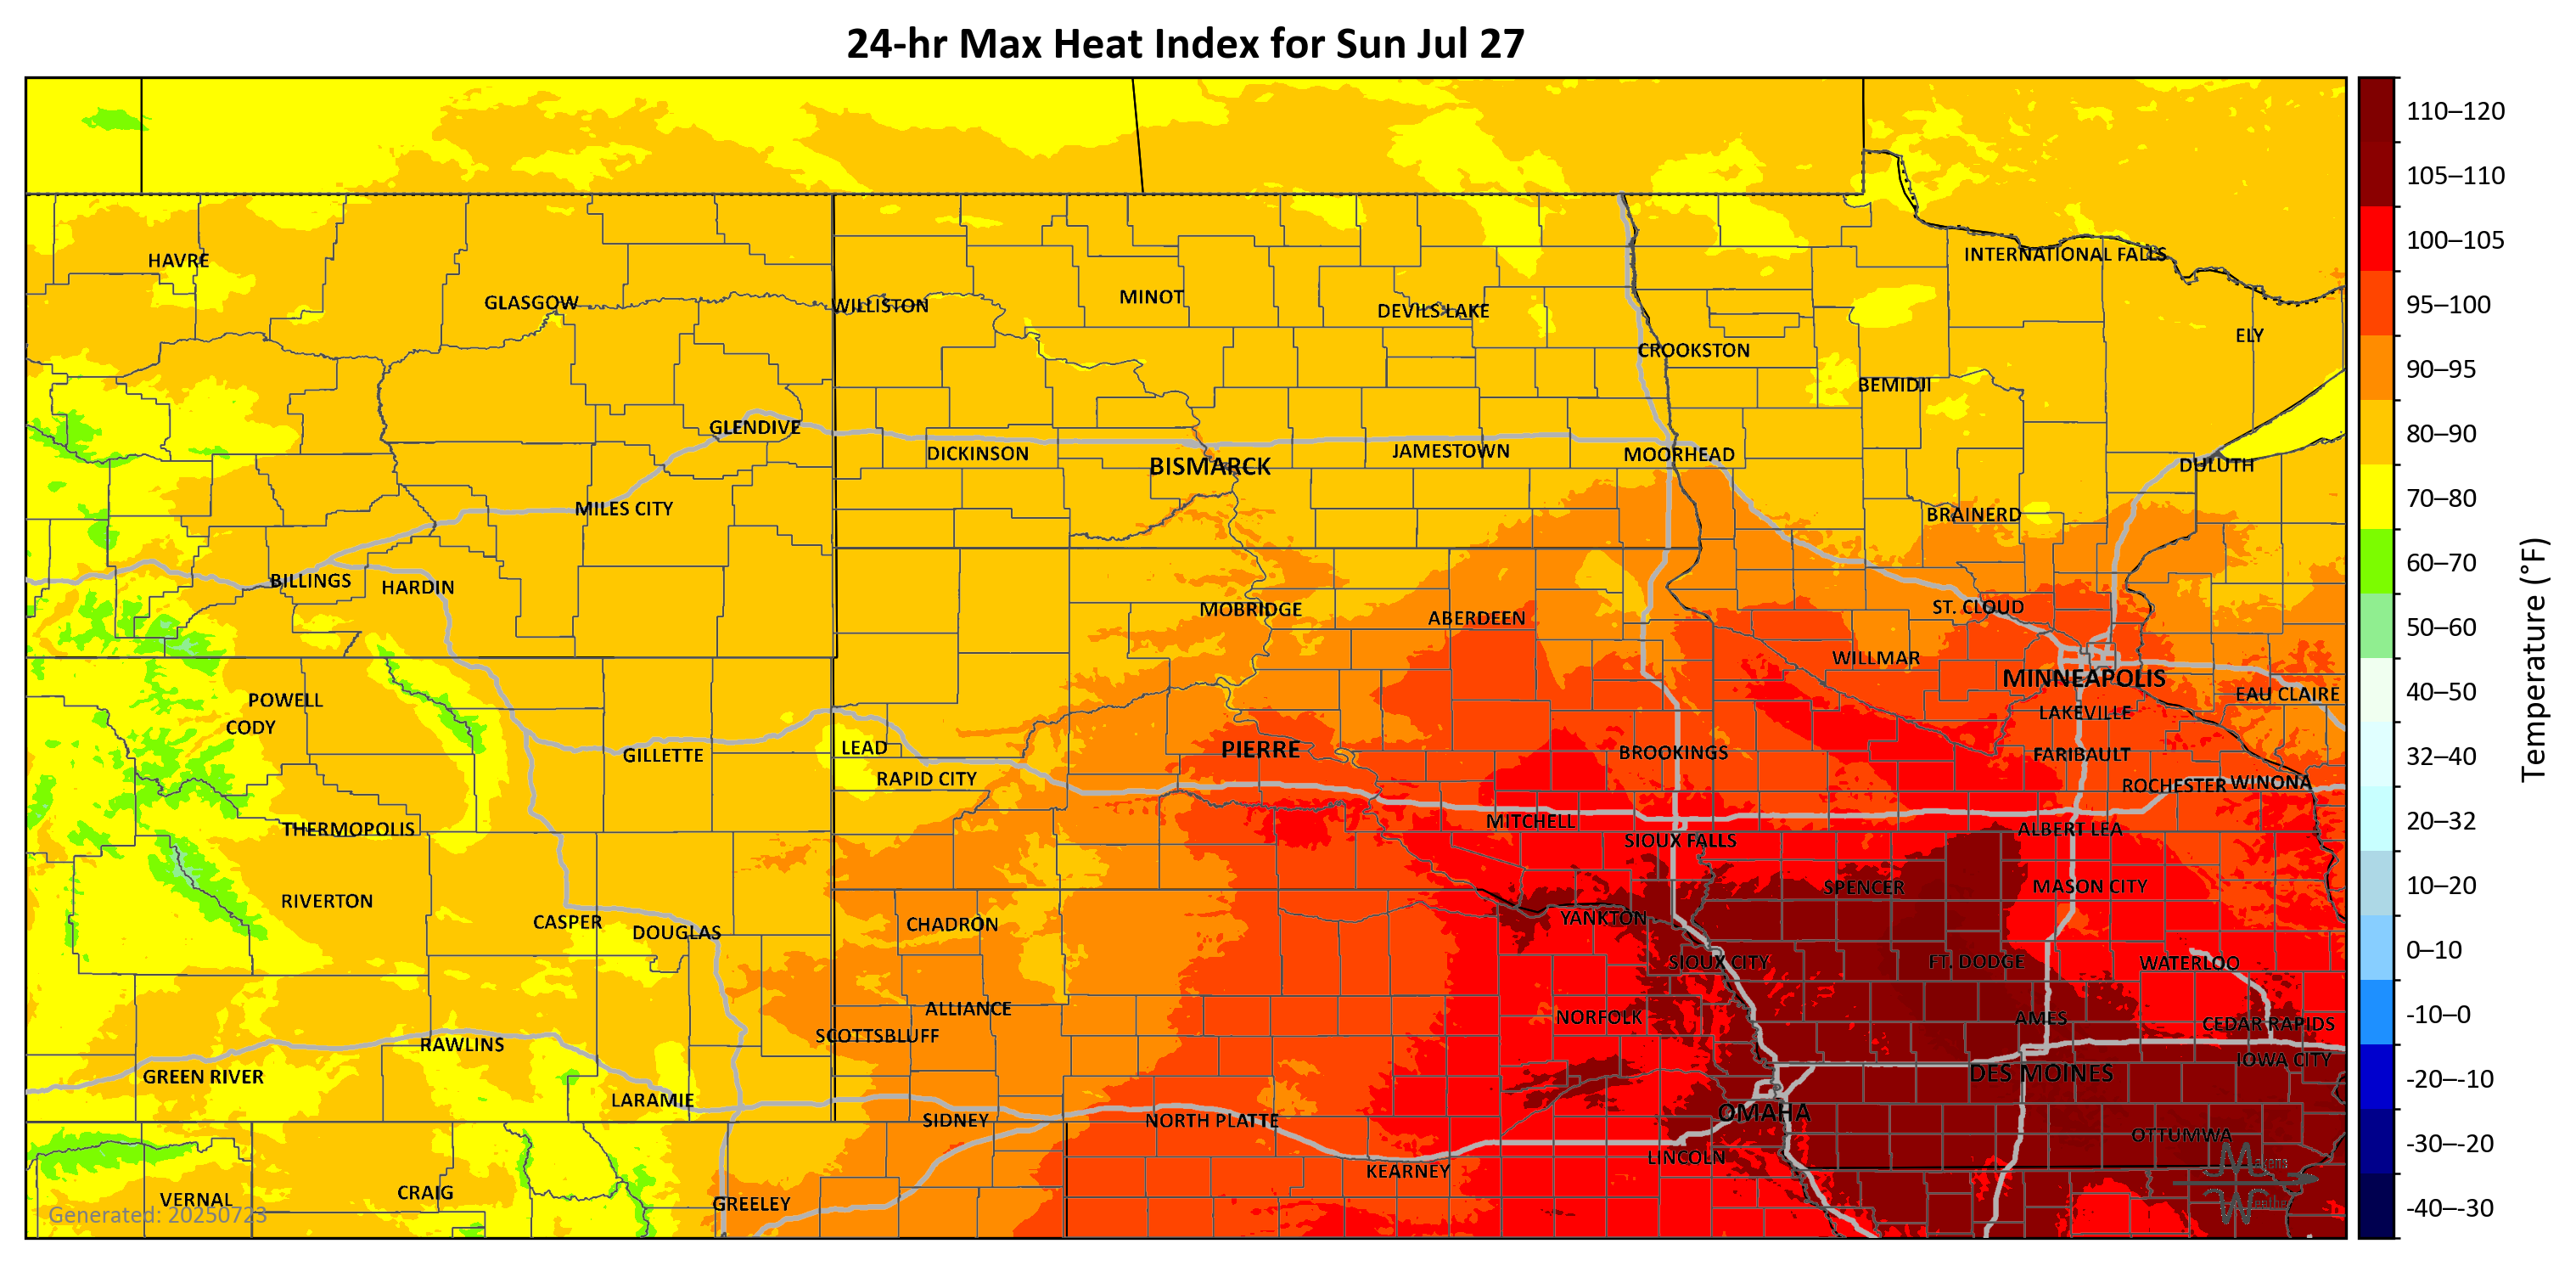 24-hr Max Heat Index for Sun Jul 27
110–120
105–110
100–105
95–100
90–95
80–90
70–80
60–70
50–60
40–50
32–40
20–32
10–20
0–10
-10–0
-20–-10
-30–-20
-40–-30
Temperature (°F)
HAVRE
INTERNATIONAL FALLS
GLASGOW
WILLISTON
MINOT
DEVILS LAKE
ELY
CROOKSTON
BEMIDJI
GLENDIVE
DICKINSON
BISMARCK
JAMESTOWN
MOORHEAD
DULUTH
MILES CITY
BRAINERD
BILLINGS
HARDIN
MOBRIDGE
ABERDEEN
ST. CLOUD
WILLMAR
MINNEAPOLIS
EAU CLAIRE
POWELL
CODY
LAKEVILLE
GILLETTE
LEAD
PIERRE
BROOKINGS
FARIBAULT
RAPID CITY
ROCHESTER
WINONA
THERMOPOLIS
MITCHELL
SIOUX FALLS
ALBERT LEA
RIVERTON
SPENCER
MASON CITY
CASPER
DOUGLAS
CHADRON
YANKTON
SIOUX CITY
FT. DODGE
WATERLOO
ALLIANCE
NORFOLK
AMES
CEDAR RAPIDS
SCOTTSBLUFF
RAWLINS
IOWA CITY
GREEN RIVER
DES MOINES
LARAMIE
SIDNEY
NORTH PLATTE
OMAHA
OTTUMWA
KEARNEY
LINCOLN
VERNAL
CRAIG
GREELEY
Generated: 20250723